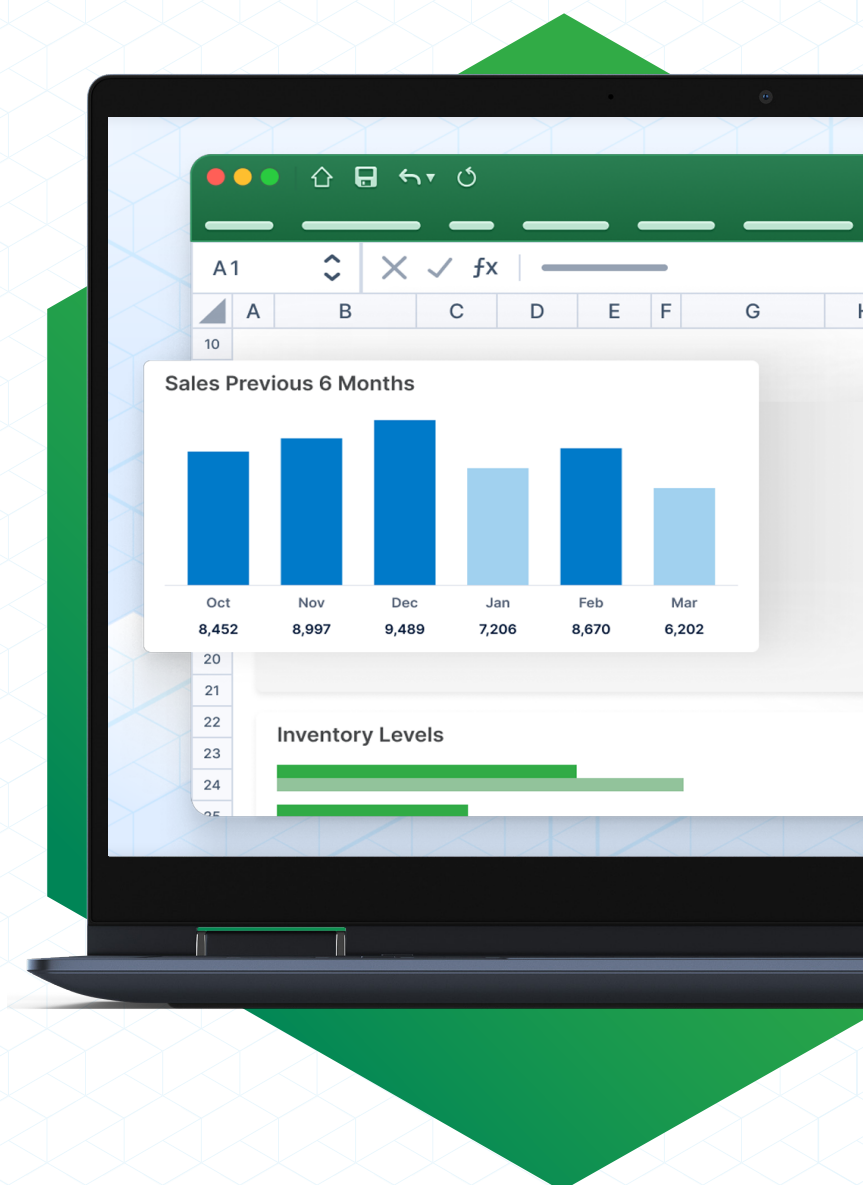 A1
fx
A B C D E F G
10
Sales Previous 6 Months
Oct Nov Dec Jan Feb Mar
8,452 8,997 9,489 7,206 8,670 6,202
20
21
22
Inventory Levels
23
24